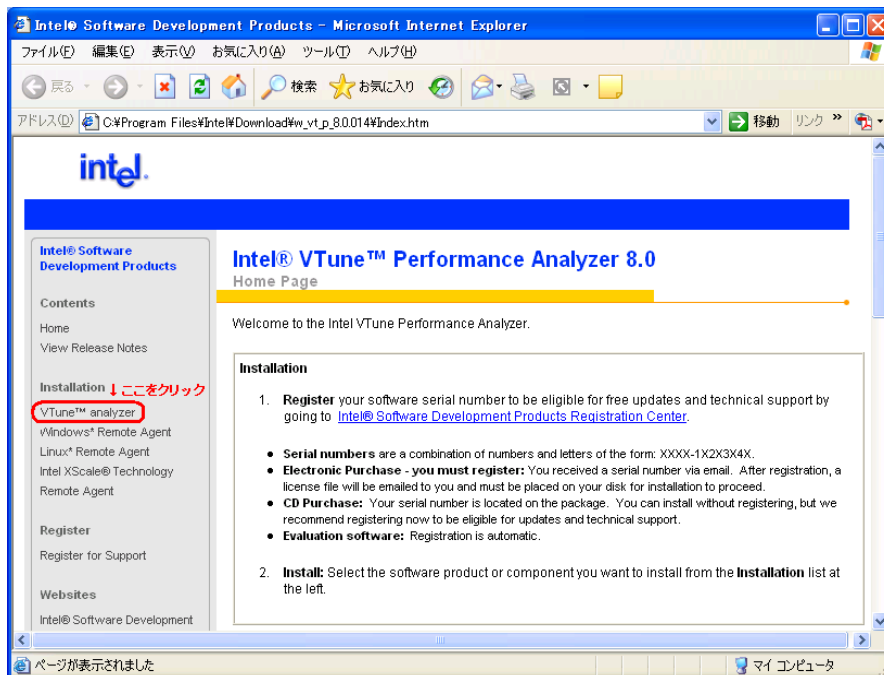 Intel® Software Development Products - Microsoft Internet Explorer
ファイル(F) 編集(E) 表示(V) お気に入り(A) ツール(T) ヘルプ(H)
戻る 検索 お気に入り
アドレス(D) C:¥Program Files¥Intel¥Download¥w_vt_p_8.0.014¥Index.htm 移動 リンク »
intel.
Intel® Software
Development Products
Contents
Home
View Release Notes
Installation ↓ここをクリック
VTune™ analyzer
Windows* Remote Agent
Linux* Remote Agent
Intel XScale® Technology
Remote Agent
Register
Register for Support
Websites
Intel® Software Development
Intel® VTune™ Performance Analyzer 8.0
Home Page
Welcome to the Intel VTune Performance Analyzer.
Installation
1. Register your software serial number to be eligible for free updates and technical support by
going to Intel® Software Development Products Registration Center.
• Serial numbers are a combination of numbers and letters of the form: XXXX-1X2X3X4X.
• Electronic Purchase - you must register: You received a serial number via email. After registration, a
license file will be emailed to you and must be placed on your disk for installation to proceed.
• CD Purchase: Your serial number is located on the package. You can install without registering, but we
recommend registering now to be eligible for updates and technical support.
• Evaluation software: Registration is automatic.
2. Install: Select the software product or component you want to install from the Installation list at
the left.
ページが表示されました マイ コンピュータ